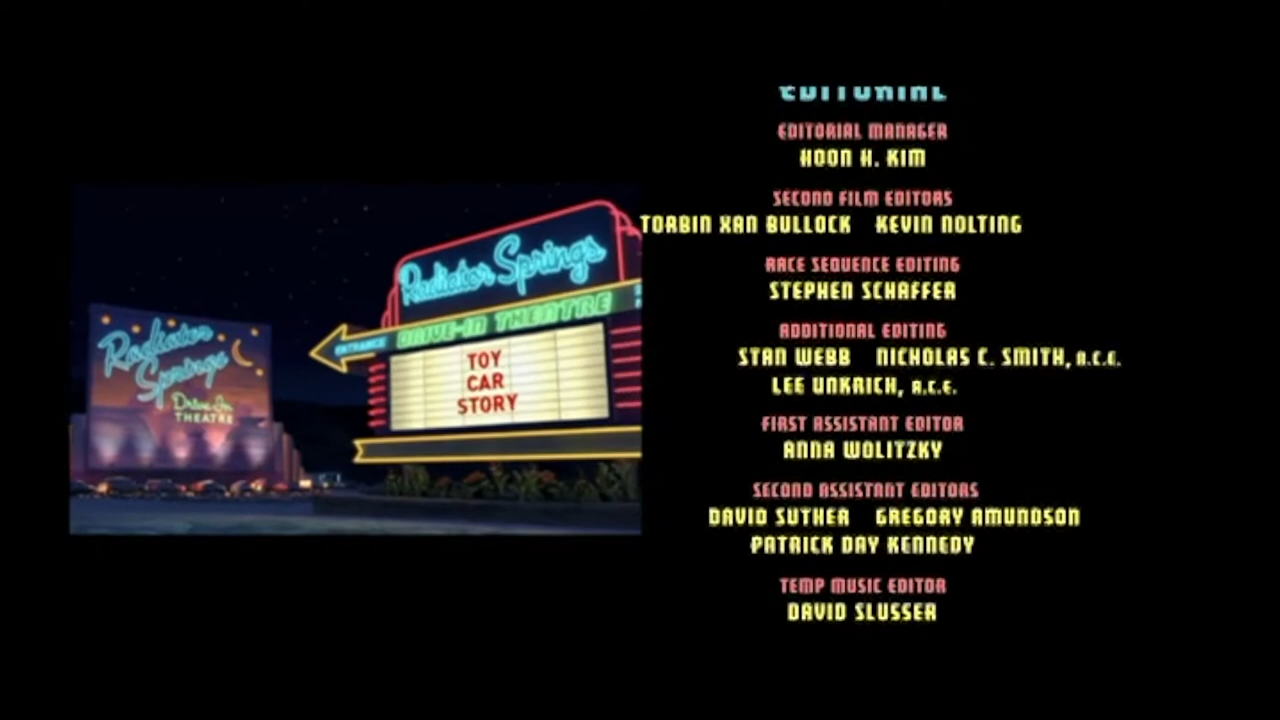 Radiator Springs
Drive-In
THEATRE
Radiator Springs
DRIVE-IN THEATRE
ENTRANCE
TOY
CAR
STORY
EDITORIAL
EDITORIAL MANAGER
HOON H. KIM
SECOND FILM EDITORS
TORBIN XAN BULLOCK KEVIN NOLTING
RACE SEQUENCE EDITING
STEPHEN SCHAFFER
ADDITIONAL EDITING
STAN WEBB NICHOLAS C. SMITH, A.C.E.
LEE UNKRICH, A.C.E.
FIRST ASSISTANT EDITOR
ANNA WOLITZKY
SECOND ASSISTANT EDITORS
DAVID SUTHER GREGORY AMUNDSON
PATRICK DAY KENNEDY
TEMP MUSIC EDITOR
DAVID SLUSSER